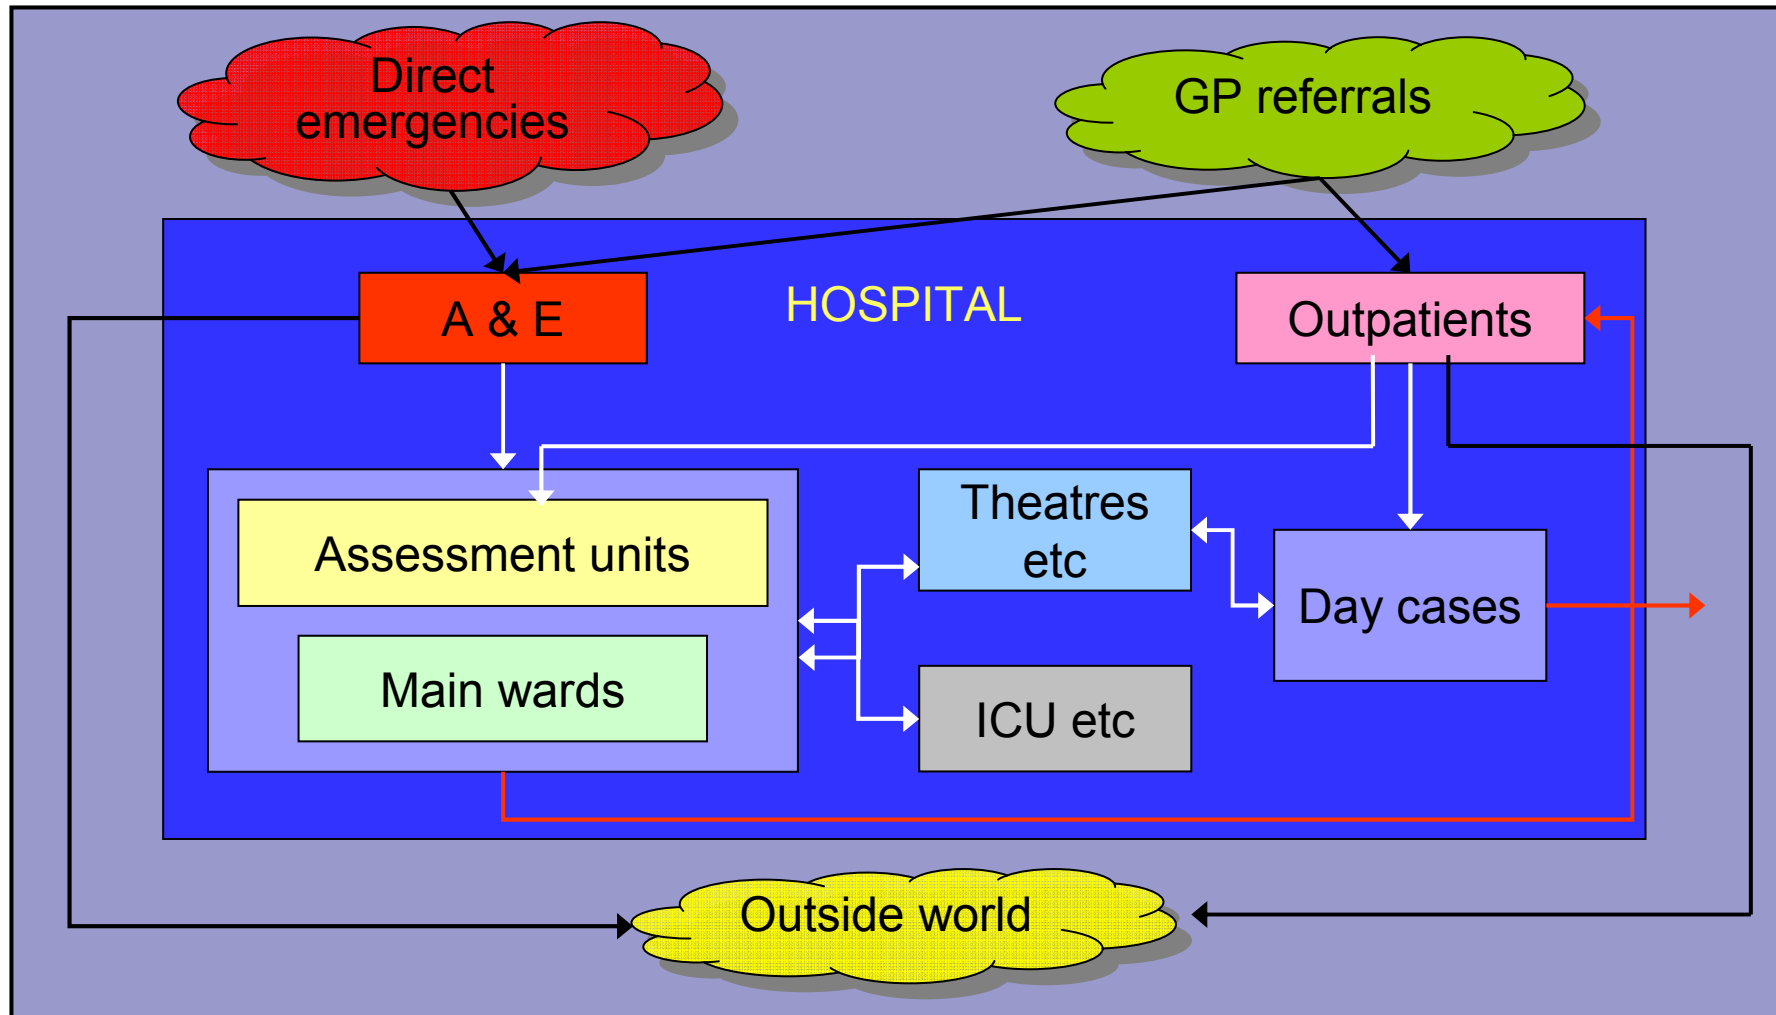 Direct
emergencies
GP referrals
HOSPITAL
A & E
Outpatients
Assessment units
Main wards
Theatres
etc
ICU etc
Day cases
Outside world